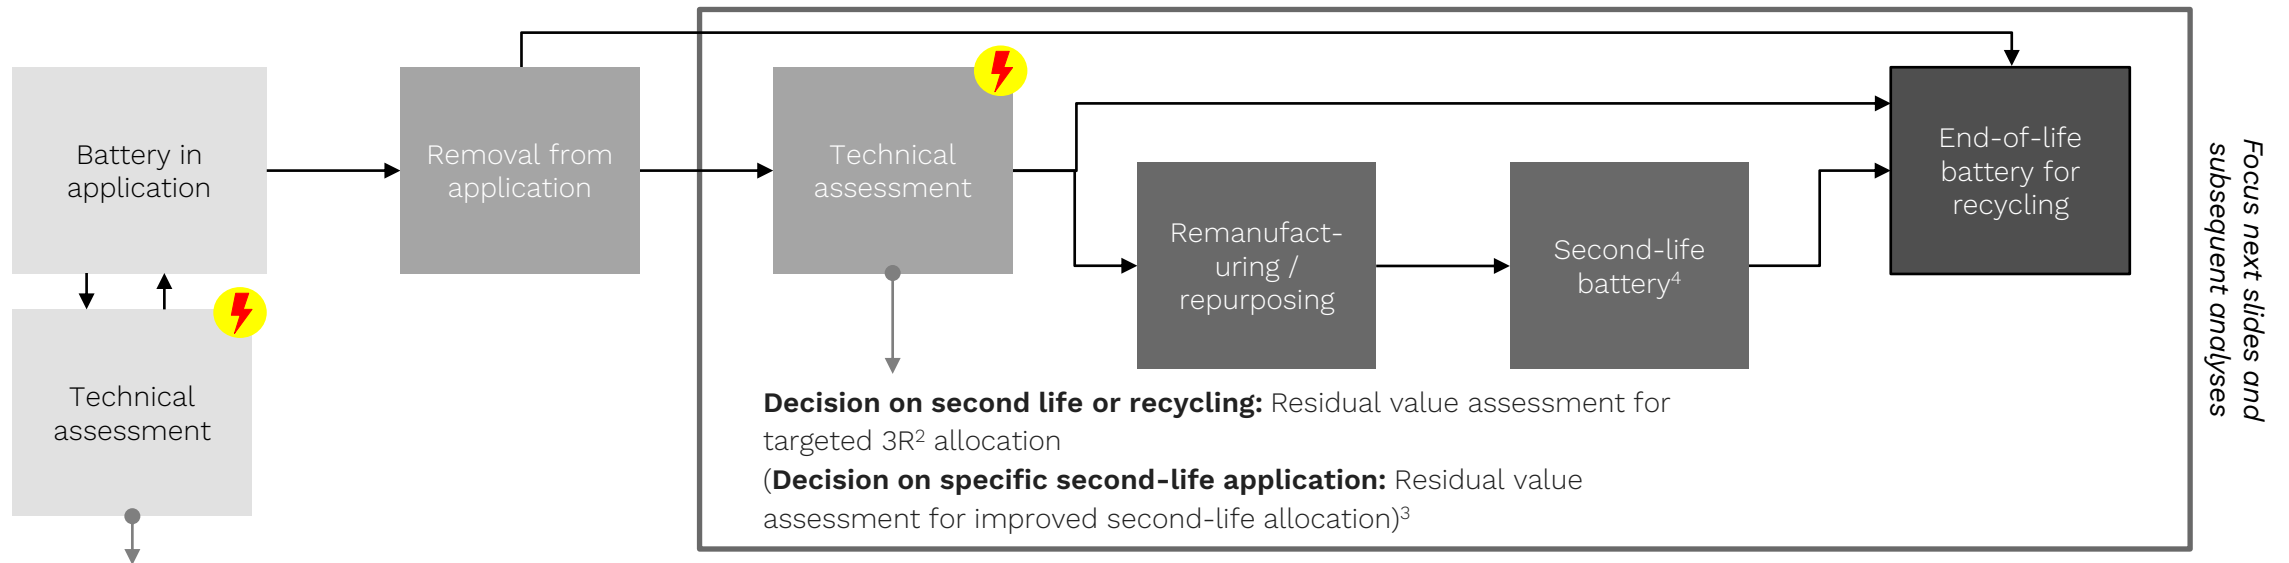 Battery in
application
Removal from
application
Technical
assessment
End-of-life
battery for
recycling
Remanufact-
uring /
repurposing
Second-life
battery⁴
Technical
assessment
Decision on second life or recycling: Residual value assessment for
targeted 3R² allocation
(Decision on specific second-life application: Residual value
assessment for improved second-life allocation)³
Focus next slides and
subsequent analyses